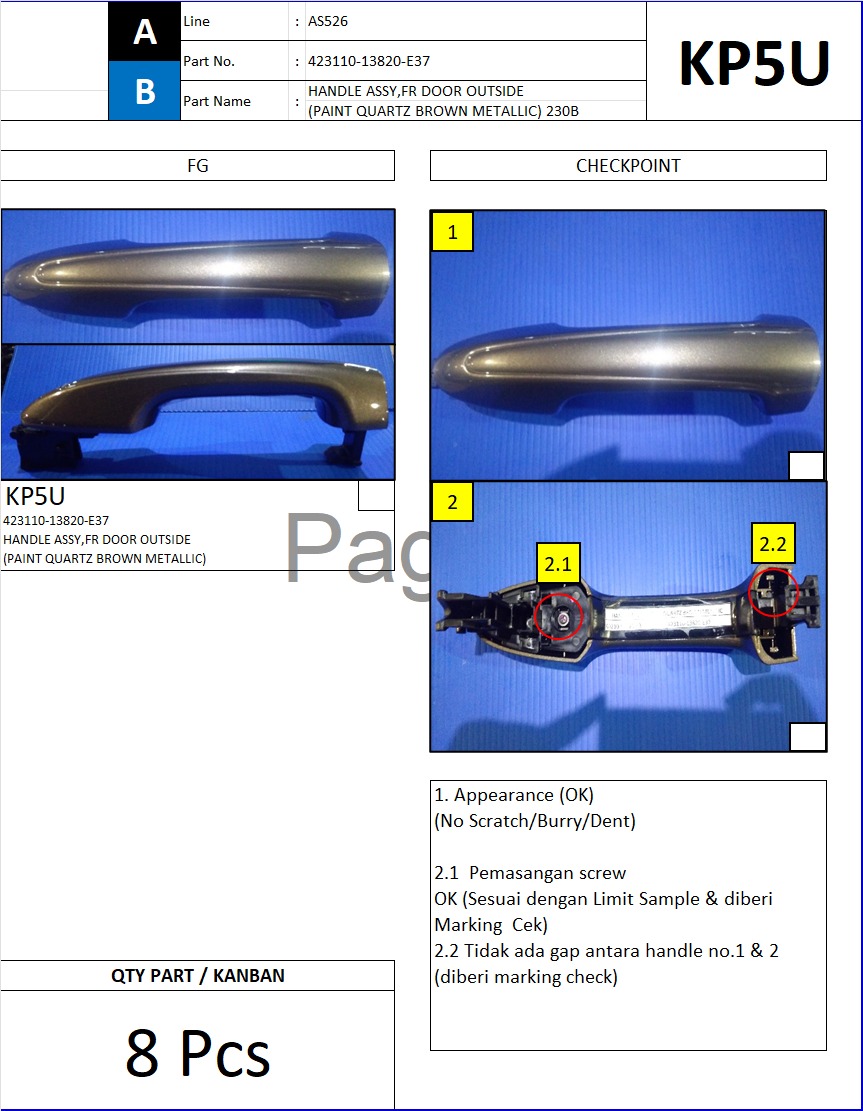 A
B
Line : AS526
Part No. : 423110-13820-E37
Part Name : HANDLE ASSY,FR DOOR OUTSIDE
(PAINT QUARTZ BROWN METALLIC) 230B
KP5U
FG
CHECKPOINT
KP5U
423110-13820-E37
HANDLE ASSY,FR DOOR OUTSIDE
(PAINT QUARTZ BROWN METALLIC)
Pag
1
2
2.1
2.2
1. Appearance (OK)
(No Scratch/Burry/Dent)
2.1 Pemasangan screw
OK (Sesuai dengan Limit Sample & diberi
Marking Cek)
2.2 Tidak ada gap antara handle no.1 & 2
(diberi marking check)
QTY PART / KANBAN
8 Pcs